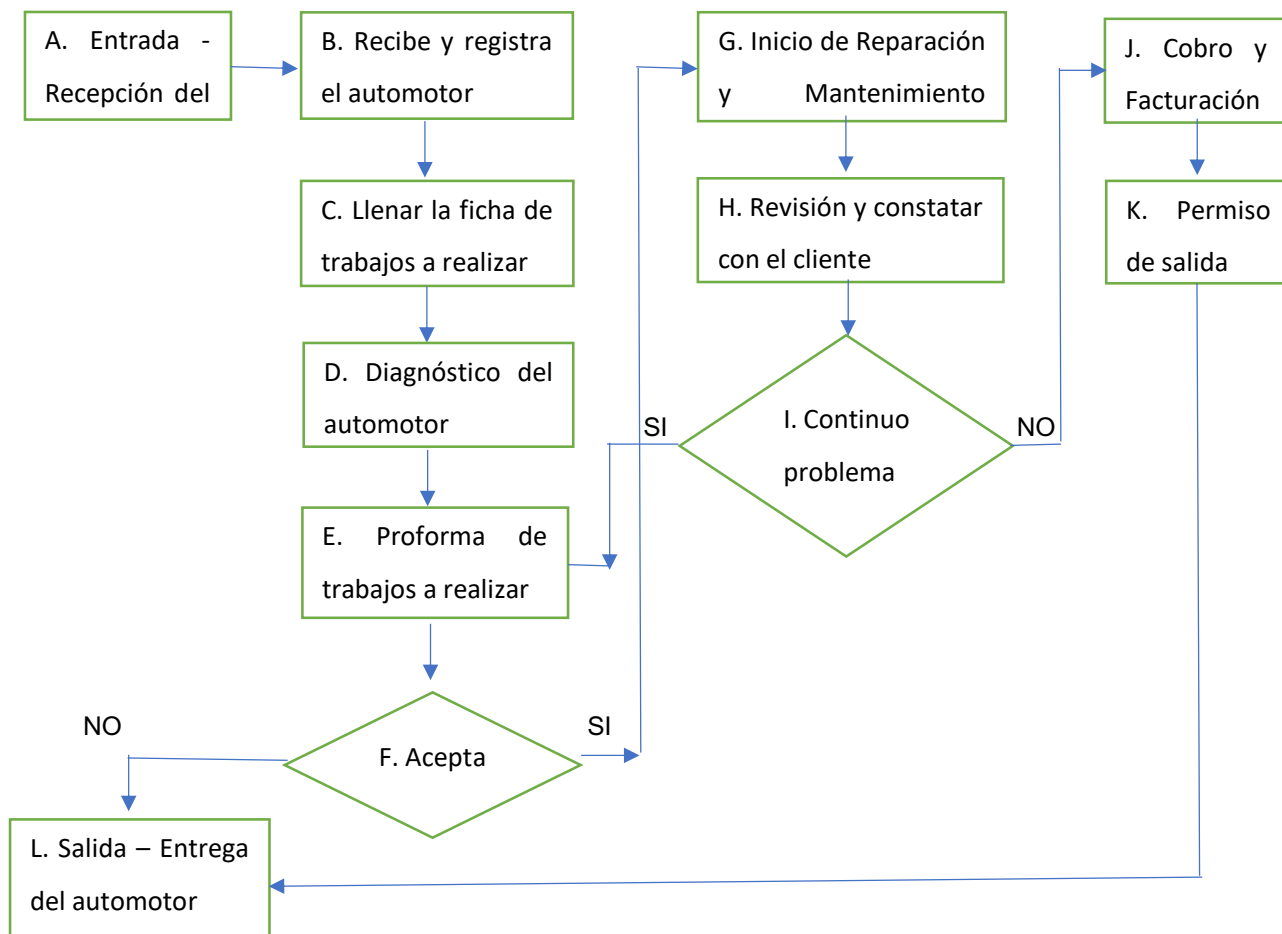 A. Entrada -
Recepción del
B. Recibe y registra
el automotor
C. Llenar la ficha de
trabajos a realizar
D. Diagnóstico del
automotor
E. Proforma de
trabajos a realizar
F. Acepta
NO
SI
G. Inicio de Reparación
y Mantenimiento
H. Revisión y constatar
con el cliente
I. Continuo
problema
SI
NO
J. Cobro y
Facturación
K. Permiso
de salida
L. Salida – Entrega
del automotor